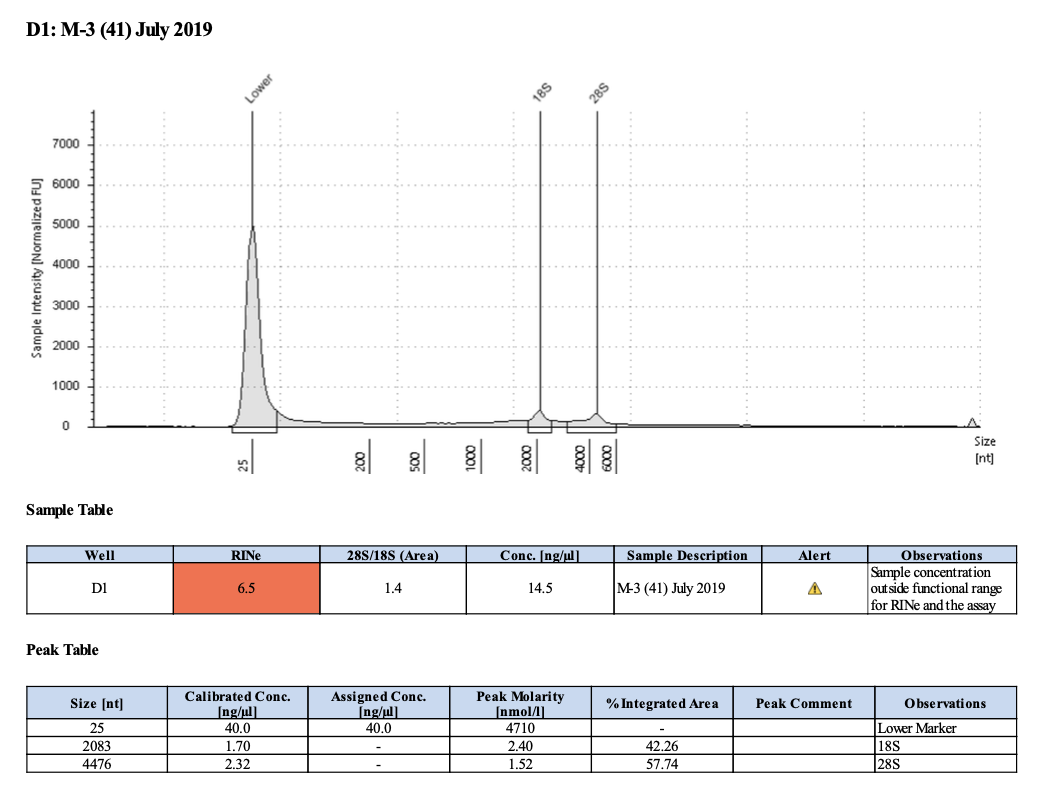 D1: M-3 (41) July 2019
Lower
18S
28S
Sample Intensity [Normalized FU]
7000
6000
5000
4000
3000
2000
1000
0
25
200
500
1000
2000
4000
6000
Size
[nt]
Sample Table
Well RINe 28S/18S (Area) Conc. [ng/µl] Sample Description Alert Observations
D1 6.5 1.4 14.5 M-3 (41) July 2019 Sample concentration
outside functional range
for RINe and the assay
Peak Table
Size [nt] Calibrated Conc. [ng/µl] Assigned Conc. [ng/µl] Peak Molarity [nmol/l] % Integrated Area Peak Comment Observations
25 40.0 40.0 4710 - Lower Marker
2083 1.70 - 2.40 42.26 18S
4476 2.32 - 1.52 57.74 28S